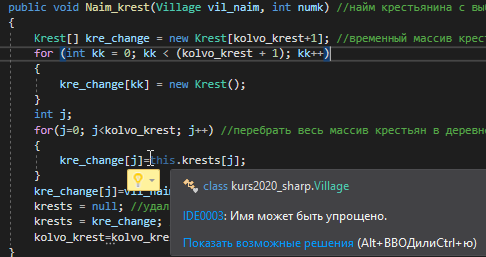 public void Naim_krest(Village vil_naim, int numk) //найм крестьянина с вы
{
Krest[] kre_change = new Krest[kolvo_krest+1]; //временный массив крест
for (int kk = 0; kk < (kolvo_krest + 1); kk++)
{
kre_change[kk] = new Krest();
}
int j;
for(j=0; j<kolvo_krest; j++) //перебрать весь массив крестьян в деревн
{
kre_change[j]=this.krests[j];
}
kre_change[j]=vil_naim
class kurs2020_sharp.Village
krests = null; //удал
IDE0003: Имя может быть упрощено.
krests = kre_change;
kolvo_krest=kolvo_kre
Показать возможные решения (Alt+ВВОДилиCtrl+ю)
}